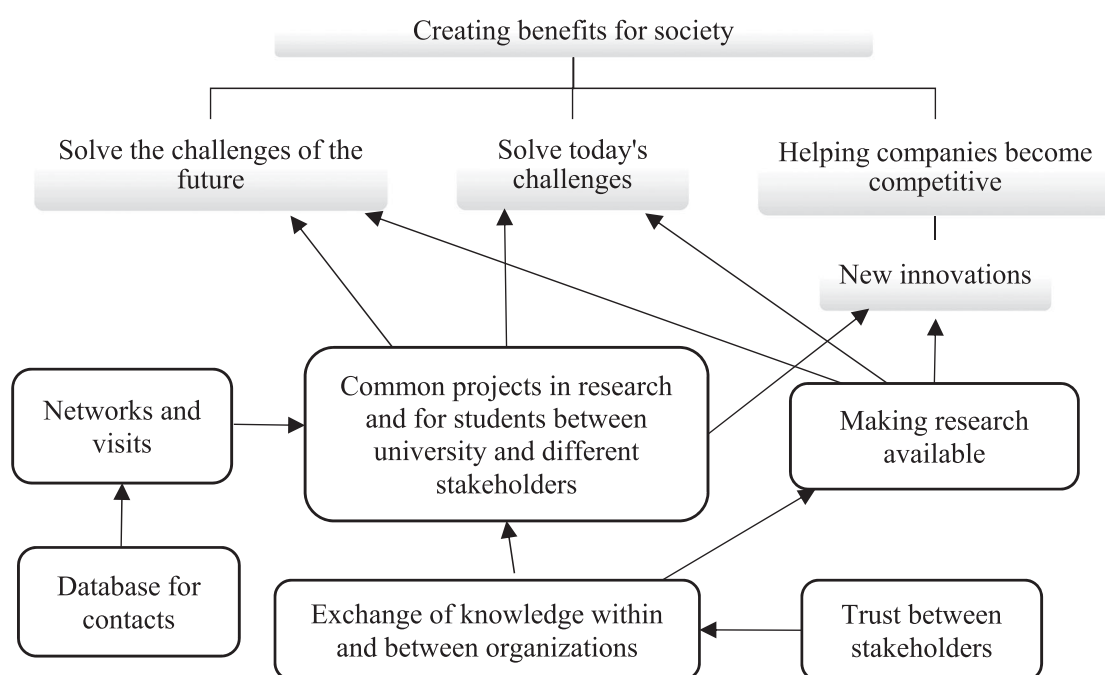 Creating benefits for society
Solve the challenges of the
future
Solve today's
challenges
Helping companies become
competitive
New innovations
Networks and
visits
Common projects in research
and for students between
university and different
stakeholders
Making research
available
Database for
contacts
Exchange of knowledge within
and between organizations
Trust between
stakeholders